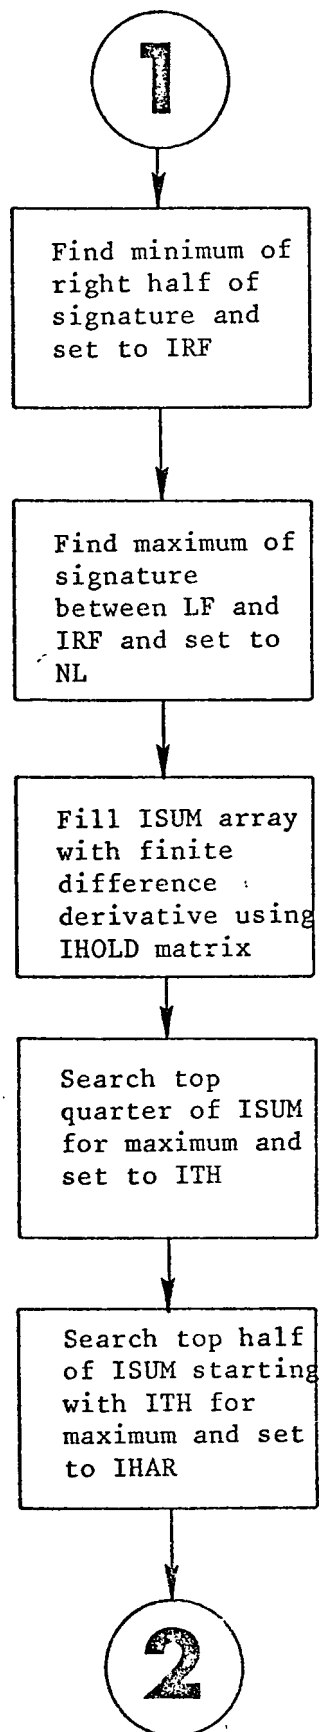 1
Find minimum of
right half of
signature and
set to IRF
Find maximum of
signature
between LF and
IRF and set to
NL
Fill ISUM array
with finite
difference
derivative using
IHOLD matrix
Search top
quarter of ISUM
for maximum and
set to ITH
Search top half
of ISUM starting
with ITH for
maximum and set
to IHAR
2